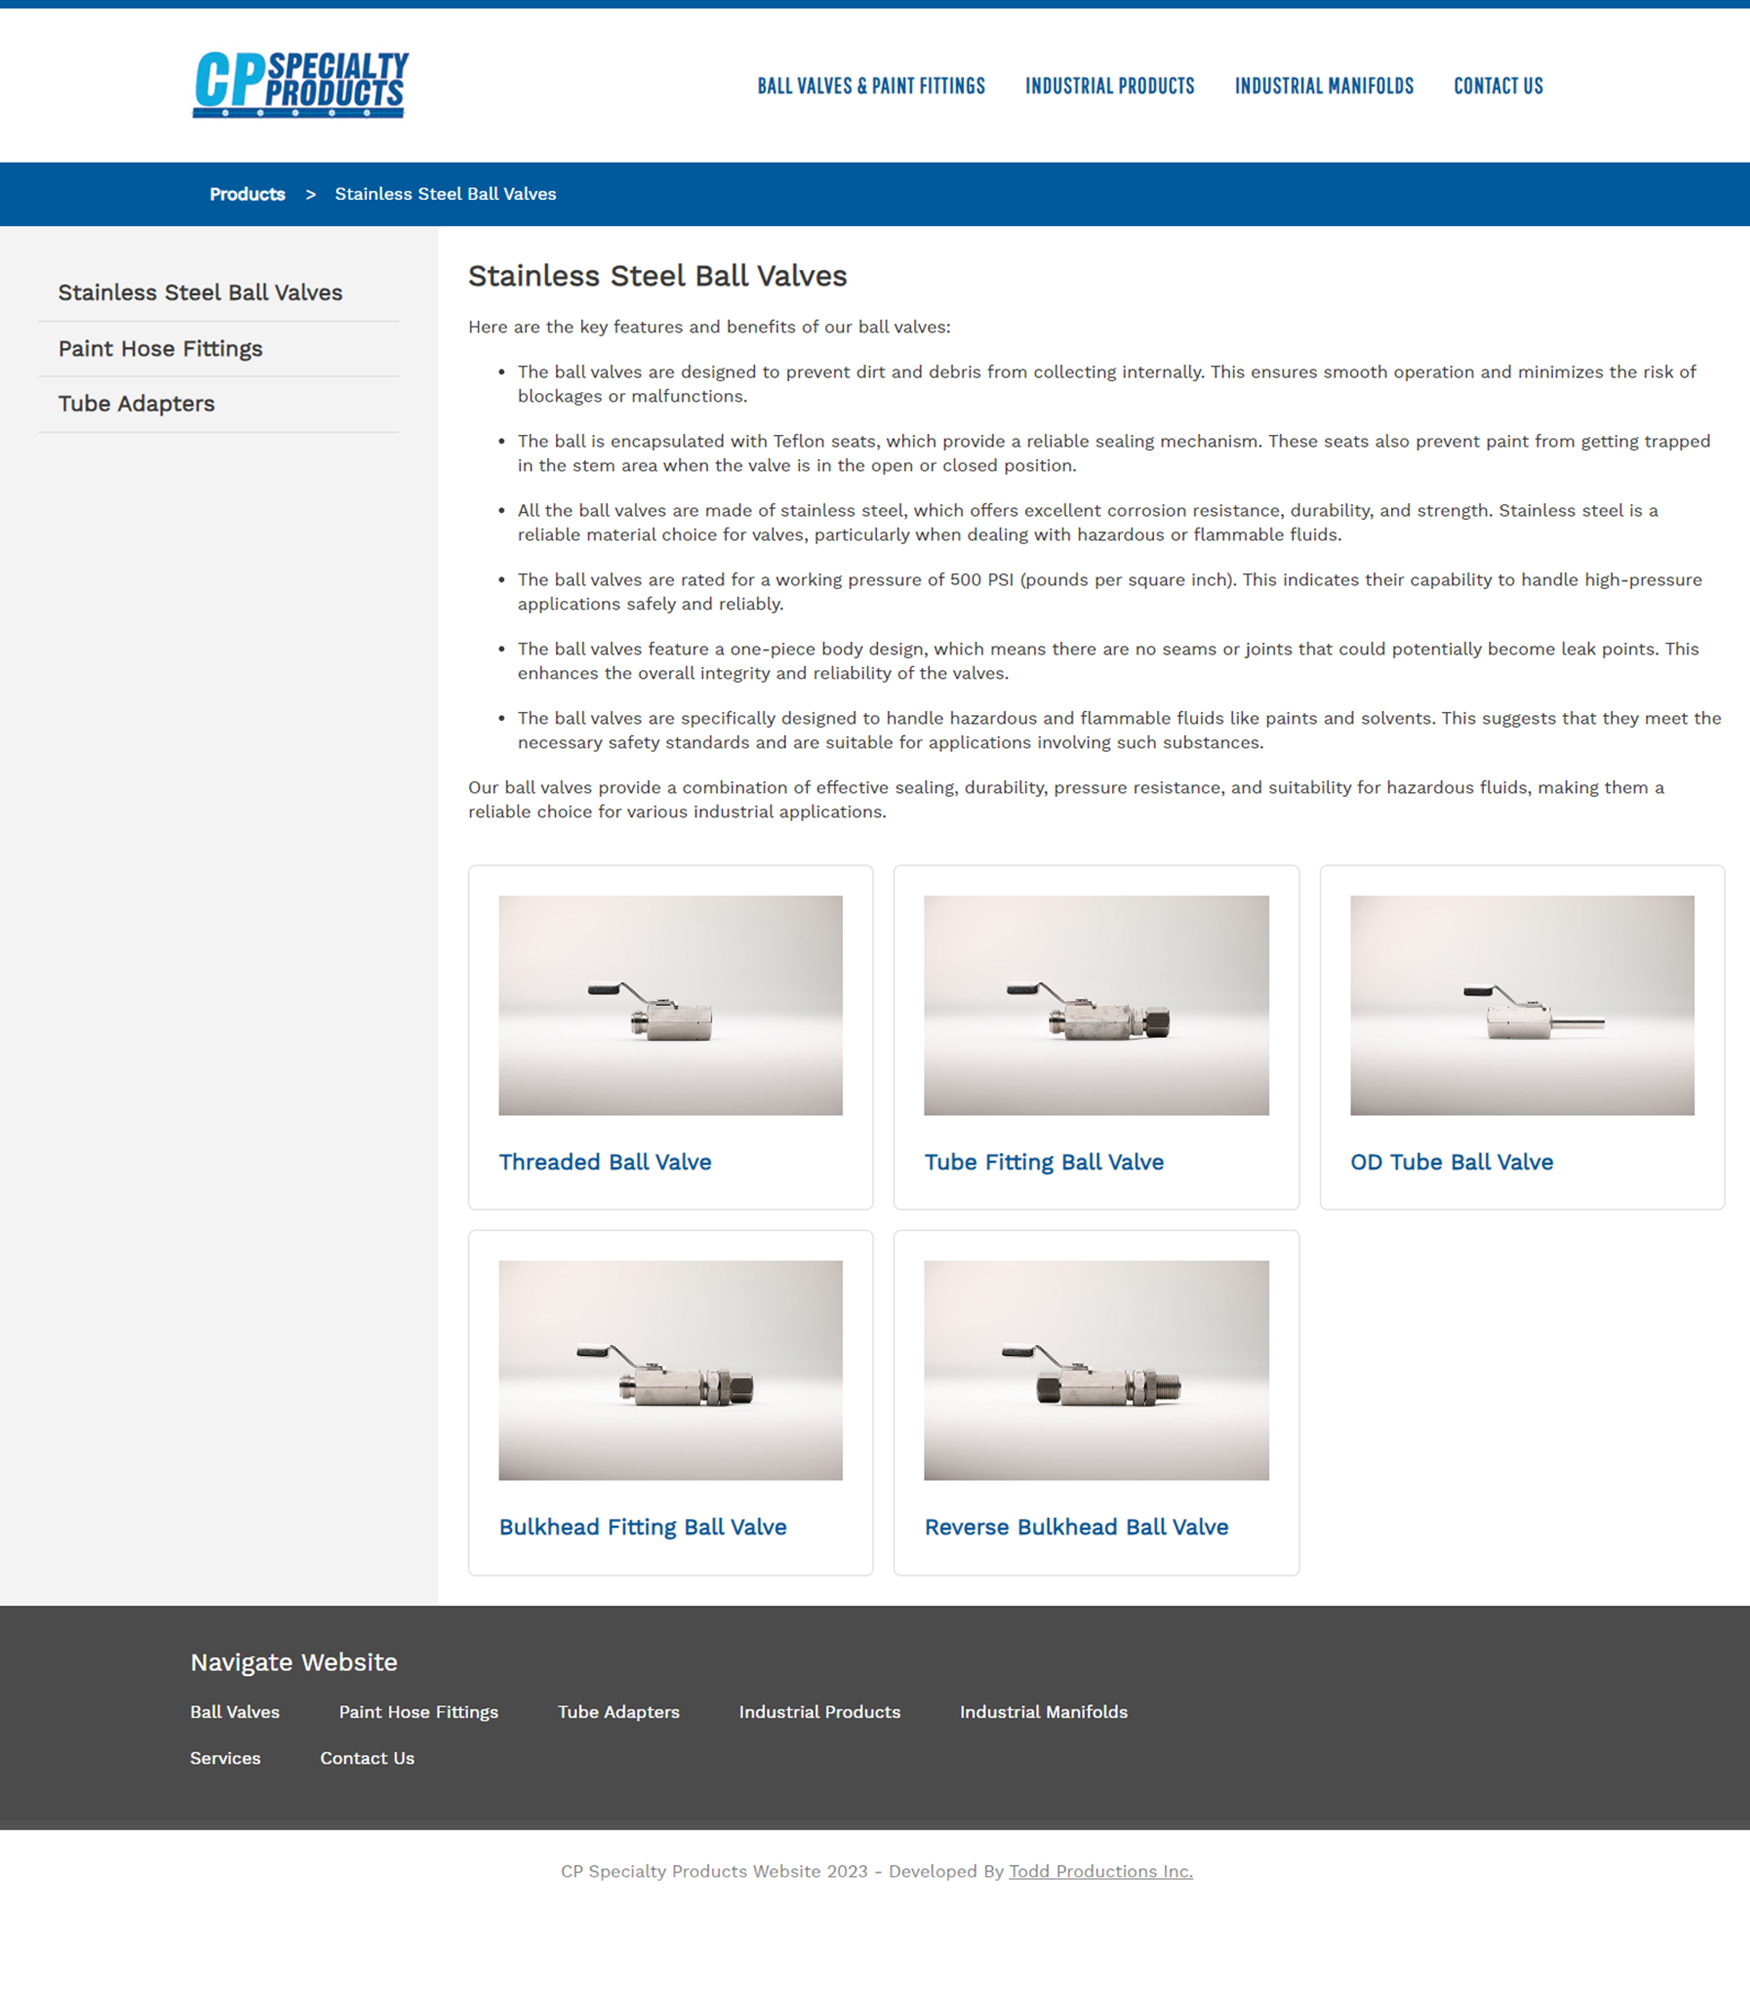 CP SPECIALTY PRODUCTS
BALL VALVES & PAINT FITTINGS
INDUSTRIAL PRODUCTS
INDUSTRIAL MANIFOLDS
CONTACT US
Products > Stainless Steel Ball Valves
Stainless Steel Ball Valves
Paint Hose Fittings
Tube Adapters
Stainless Steel Ball Valves
Here are the key features and benefits of our ball valves:
• The ball valves are designed to prevent dirt and debris from collecting internally. This ensures smooth operation and minimizes the risk of
blockages or malfunctions.
• The ball is encapsulated with Teflon seats, which provide a reliable sealing mechanism. These seats also prevent paint from getting trapped
in the stem area when the valve is in the open or closed position.
• All the ball valves are made of stainless steel, which offers excellent corrosion resistance, durability, and strength. Stainless steel is a
reliable material choice for valves, particularly when dealing with hazardous or flammable fluids.
• The ball valves are rated for a working pressure of 500 PSI (pounds per square inch). This indicates their capability to handle high-pressure
applications safely and reliably.
• The ball valves feature a one-piece body design, which means there are no seams or joints that could potentially become leak points. This
enhances the overall integrity and reliability of the valves.
• The ball valves are specifically designed to handle hazardous and flammable fluids like paints and solvents. This suggests that they meet the
necessary safety standards and are suitable for applications involving such substances.
Our ball valves provide a combination of effective sealing, durability, pressure resistance, and suitability for hazardous fluids, making them a
reliable choice for various industrial applications.
Threaded Ball Valve
Tube Fitting Ball Valve
OD Tube Ball Valve
Bulkhead Fitting Ball Valve
Reverse Bulkhead Ball Valve
Navigate Website
Ball Valves
Paint Hose Fittings
Tube Adapters
Industrial Products
Industrial Manifolds
Services
Contact Us
CP Specialty Products Website 2023 - Developed By Todd Productions Inc.